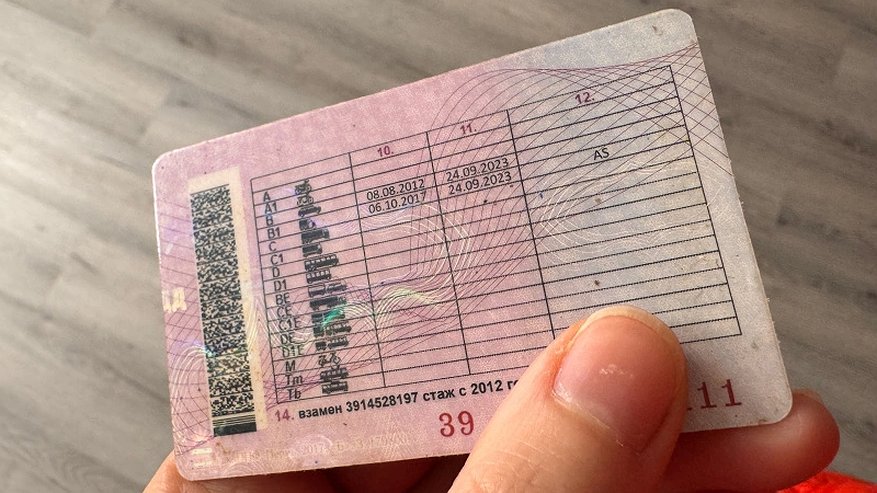 10. 11. 12.
A
A1
B 08.08.2012 24.09.2023
B1 06.10.2017 24.09.2023 AS
C
C1
D
D1
BE
CE
C1E
DE
D1E
M
Tm
Tb
14. взамен 3914528197 стаж с 2012
39 11